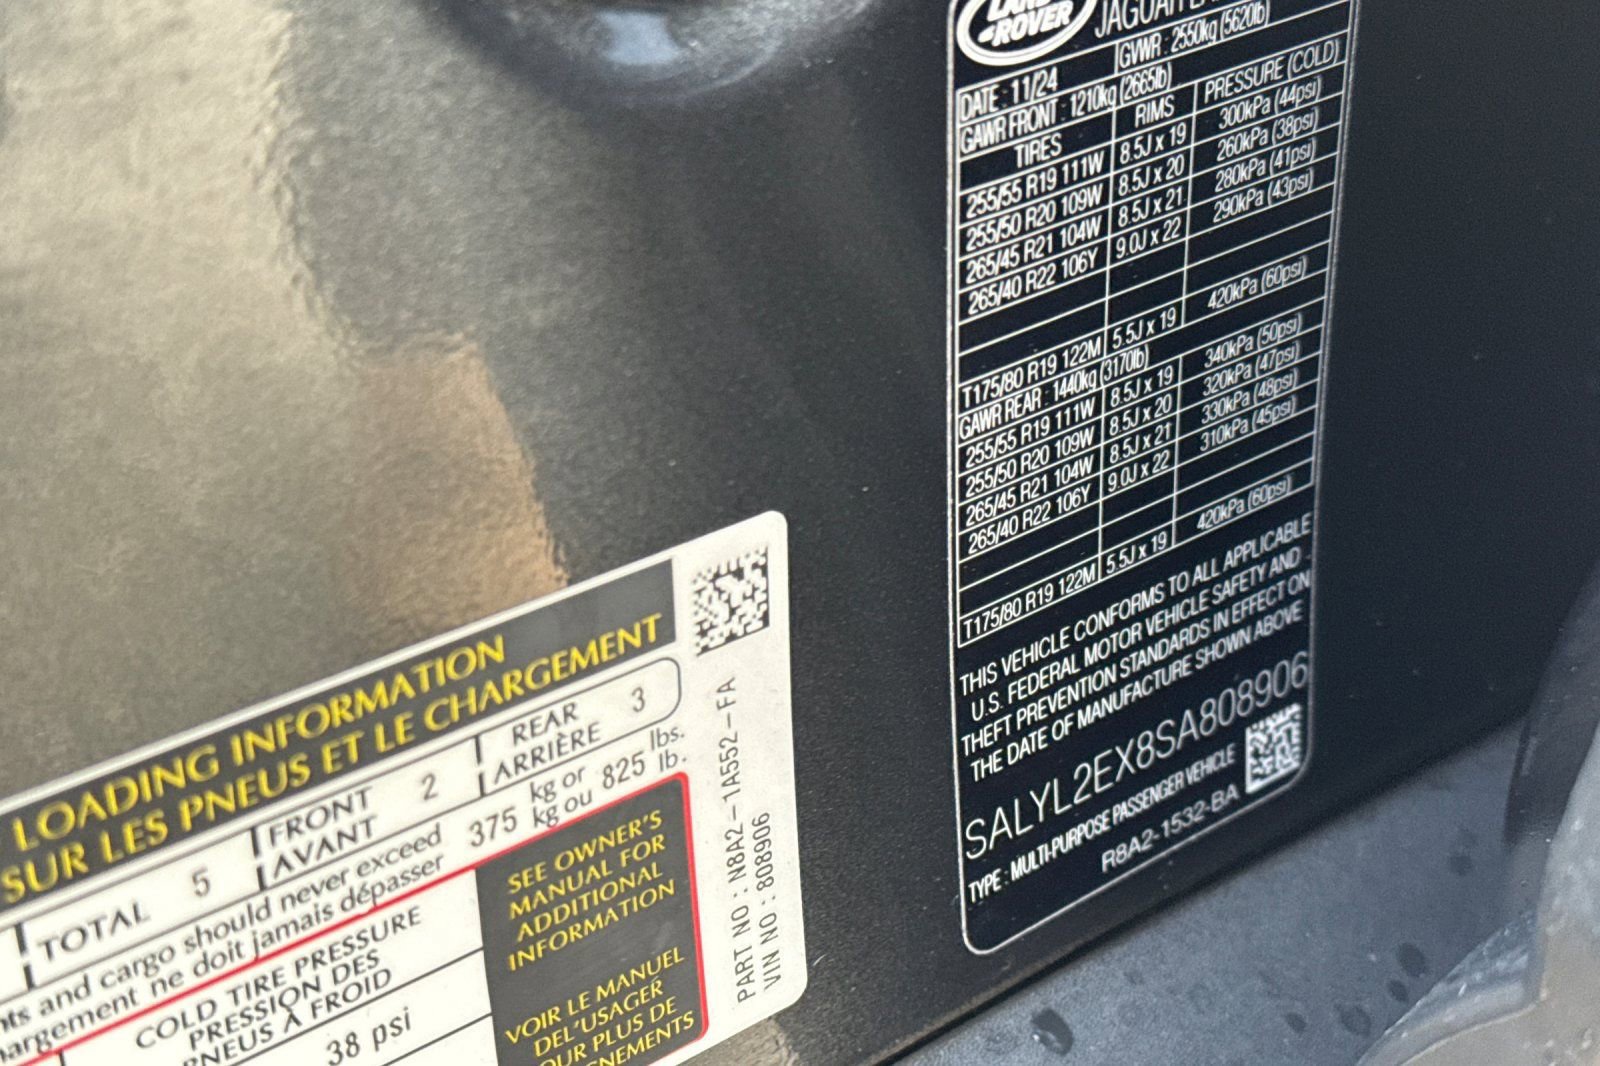 LAND
-ROVER
JAGUAR
DATE : 11/24
GVWR : 2550kg (5620lb)
GAWR FRONT : 1210kg (2665lb)
TIRES RIMS PRESSURE (COLD)
255/55 R19 111W 8.5J x 19 300kPa (44psi)
255/50 R20 109W 8.5J x 20 260kPa (38psi)
265/45 R21 104W 8.5J x 21 280kPa (41psi)
265/40 R22 106Y 9.0J x 22 290kPa (43psi)
T175/80 R19 122M 5.5J x 19 420kPa (60psi)
GAWR REAR : 1440kg (3170lb)
255/55 R19 111W 8.5J x 19 340kPa (50psi)
255/50 R20 109W 8.5J x 20 320kPa (47psi)
265/45 R21 104W 8.5J x 21 330kPa (48psi)
265/40 R22 106Y 9.0J x 22 310kPa (45psi)
T175/80 R19 122M 5.5J x 19 420kPa (60psi)
THIS VEHICLE CONFORMS TO ALL APPLICABLE
U.S. FEDERAL MOTOR VEHICLE SAFETY AND
THEFT PREVENTION STANDARDS IN EFFECT ON
THE DATE OF MANUFACTURE SHOWN ABOVE
SALYL2EX8SA808906
TYPE : MULTI-PURPOSE PASSENGER VEHICLE
R8A2-1532-BA
LOADING INFORMATION
SUR LES PNEUS ET LE CHARGEMENT
TOTAL 5
FRONT
AVANT 2
REAR
ARRIÈRE 3
and cargo should never exceed 375 kg or 825 lbs.
ne doit jamais dépasser kg ou lb.
COLD TIRE PRESSURE
PRESSION DES
PNEUS À FROID
38 psi
SEE OWNER'S
MANUAL FOR
ADDITIONAL
INFORMATION
VOIR LE MANUEL
DEL'USAGER
PLUS DE
PART NO : N8A2-1A552-FA
VIN NO : 808906